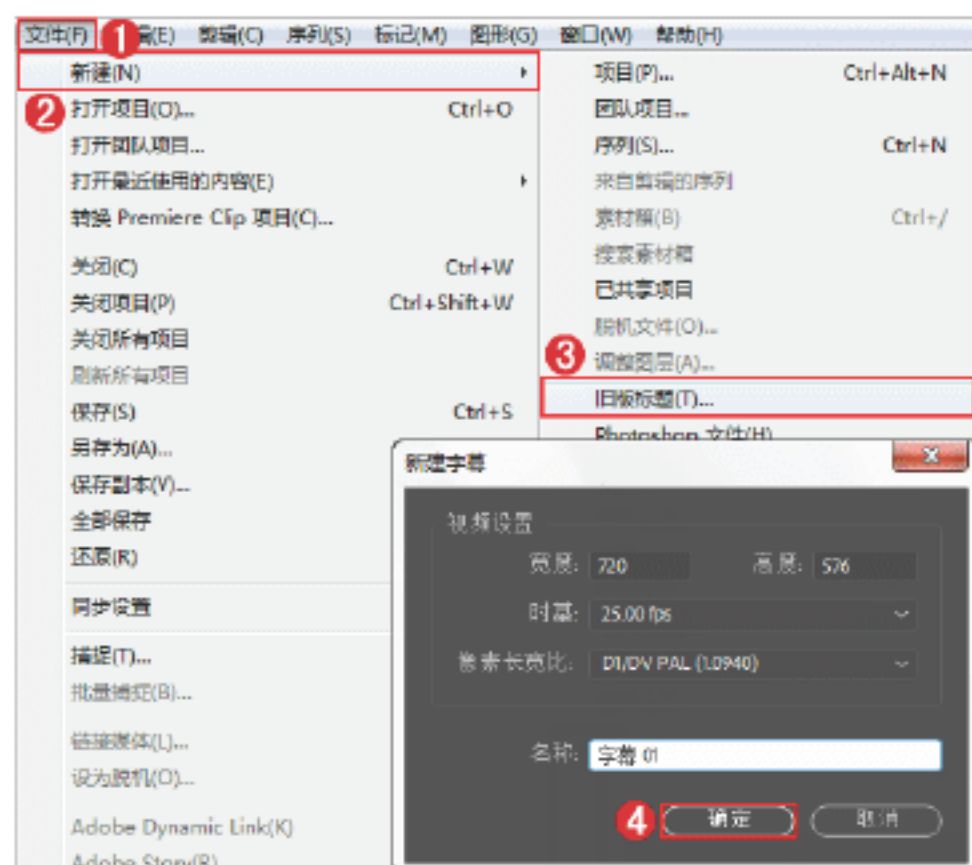 文件(F) 1 编辑(E) 剪辑(C) 序列(S) 标记(M) 图形(G) 窗口(W) 帮助(H)
新建(N)
2 打开项目(O)... Ctrl+O
打开团队项目...
打开最近使用的内容(E)
转换 Premiere Clip 项目(C)...
关闭(C) Ctrl+W
关闭项目(P) Ctrl+Shift+W
关闭所有项目
刷新所有项目
保存(S) Ctrl+S
另存为(A)...
保存副本(V)...
全部保存
还原(R)
同步设置
捕捉(T)...
批量捕捉(B)...
链接媒体(L)...
设为脱机(O)...
Adobe Dynamic Link(K)
Adobe Story(R)
项目(P)... Ctrl+Alt+N
团队项目...
序列(S)... Ctrl+N
来自剪辑的序列
素材箱(B) Ctrl+/
搜索素材箱
已共享项目
脱机文件(O)...
3 调整图层(A)...
旧版标题(T)...
Photoshop 文件(H)
新建字幕
视频设置
宽度: 720 高度: 576
时基: 25.00 fps
像素长宽比: D1/DV PAL (1.0940)
名称: 字幕 01
4 确定 取消